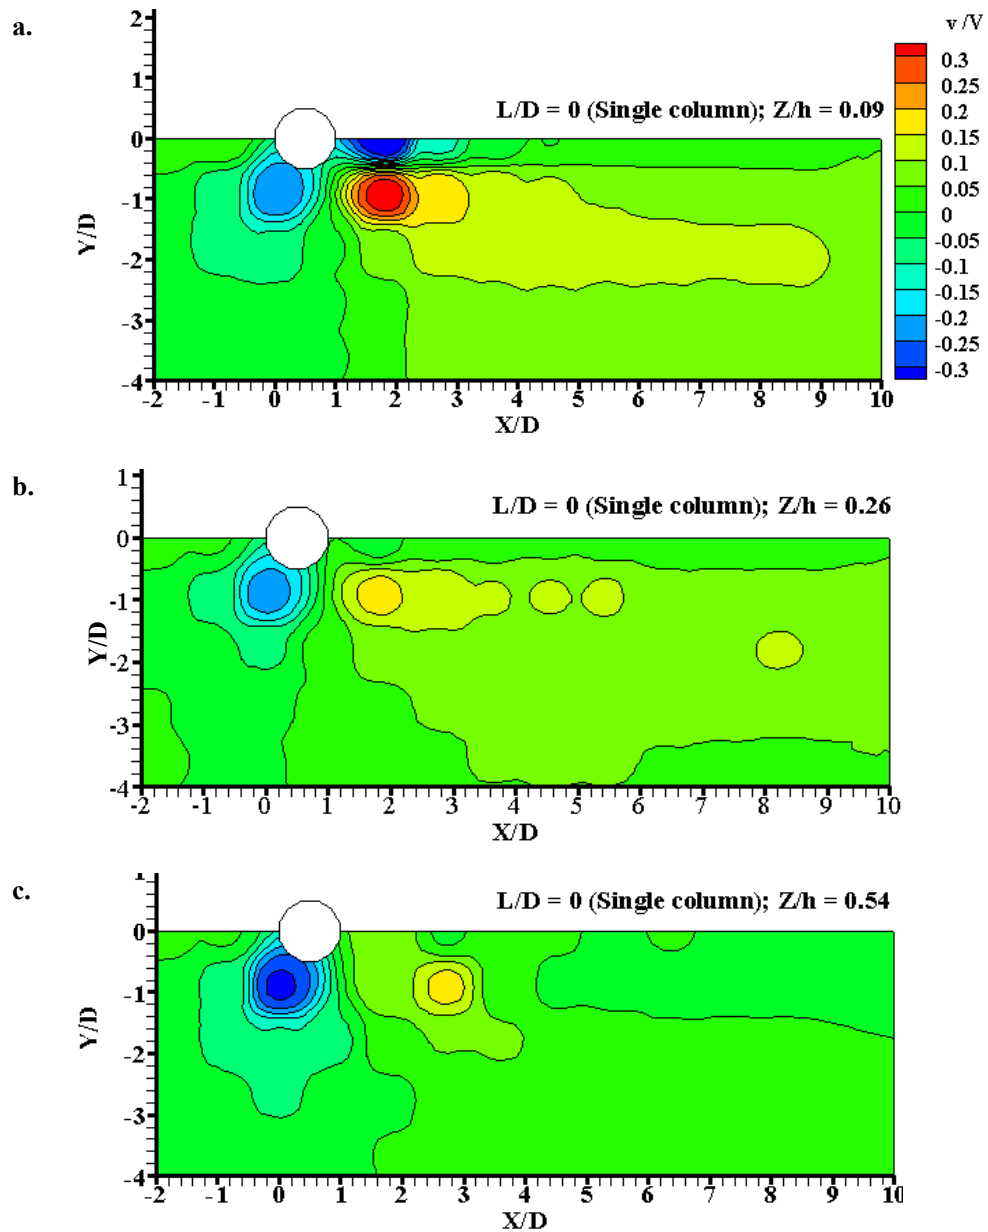 a.
v /V
2
1
0
-1
-2
-3
-4
Y/D
L/D = 0 (Single column); Z/h = 0.09
0.3
0.25
0.2
0.15
0.1
0.05
0
-0.05
-0.1
-0.15
-0.2
-0.25
-0.3
-2 -1 0 1 2 3 4 5 6 7 8 9 10
X/D
b.
1
0
-1
-2
-3
-4
Y/D
L/D = 0 (Single column); Z/h = 0.26
-2 -1 0 1 2 3 4 5 6 7 8 9 10
X/D
c.
0
-1
-2
-3
-4
Y/D
L/D = 0 (Single column); Z/h = 0.54
-2 -1 0 1 2 3 4 5 6 7 8 9 10
X/D